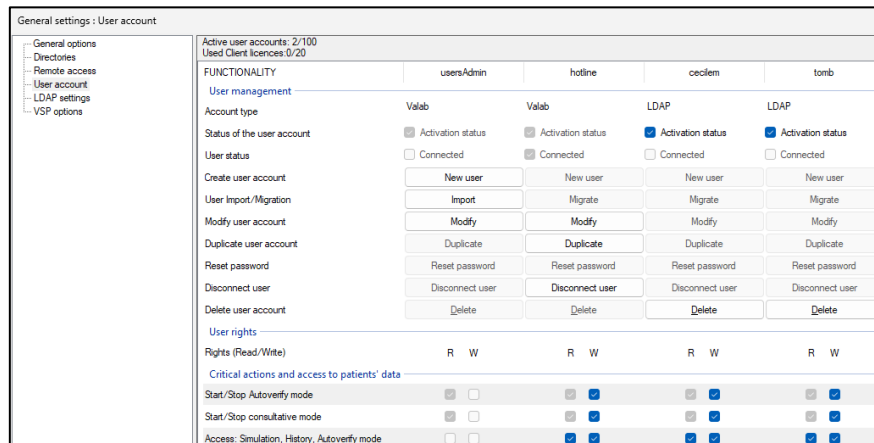 General settings : User account
General options
Directories
Remote access
User account
LDAP settings
VSP options
Active user accounts: 2/100
Used Client licences:0/20
FUNCTIONALITY usersAdmin hotline cecilem tomb
User management
Account type Valab Valab LDAP LDAP
Status of the user account Activation status Activation status Activation status Activation status
User status Connected Connected Connected Connected
Create user account New user New user New user New user
User Import/Migration Import Migrate Migrate Migrate
Modify user account Modify Modify Modify Modify
Duplicate user account Duplicate Duplicate Duplicate Duplicate
Reset password Reset password Reset password Reset password Reset password
Disconnect user Disconnect user Disconnect user Disconnect user Disconnect user
Delete user account Delete Delete Delete Delete
User rights
Rights (Read/Write) R W R W R W R W
Critical actions and access to patients' data
Start/Stop Autoverify mode
Start/Stop consultative mode
Access: Simulation, History, Autoverify mode